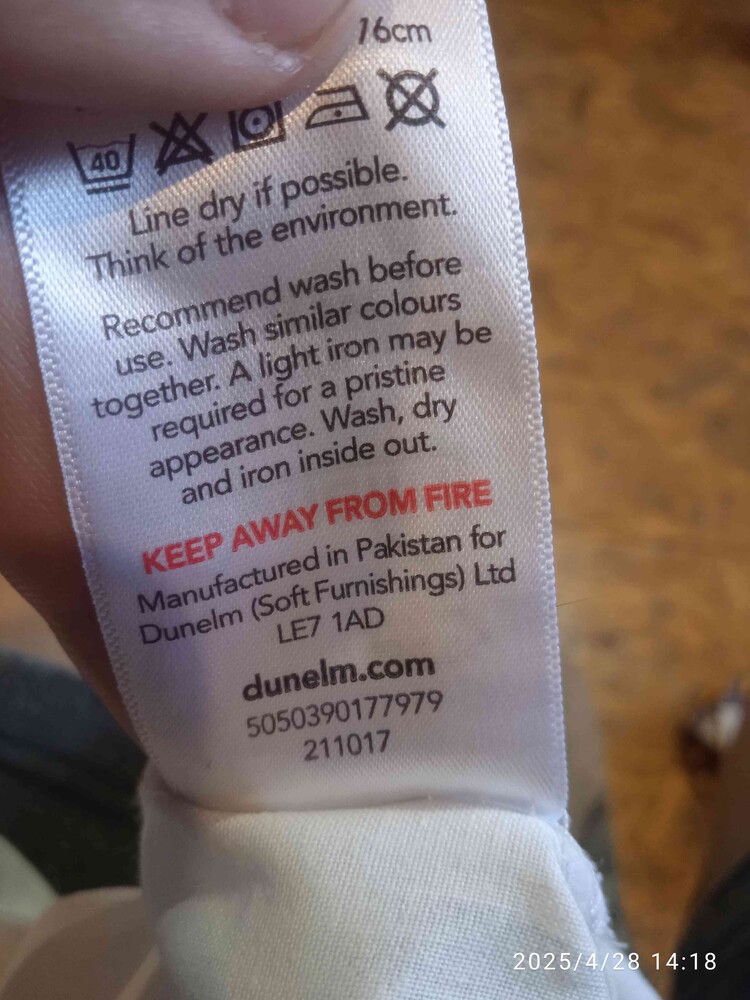 16cm
40
Line dry if possible.
Think of the environment.
Recommend wash before
use. Wash similar colours
together. A light iron may be
required for a pristine
appearance. Wash, dry
and iron inside out.
KEEP AWAY FROM FIRE
Manufactured in Pakistan for
Dunelm (Soft Furnishings) Ltd
LE7 1AD
dunelm.com
5050390177979
211017
2025/4/28 14:18